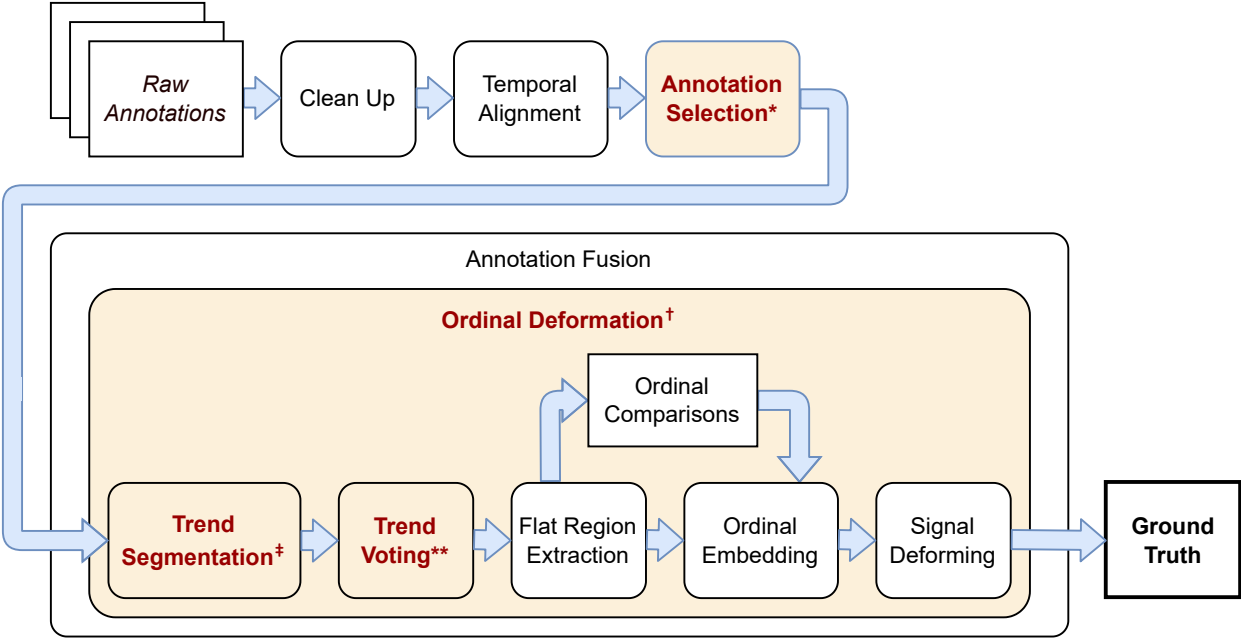 Raw
Annotations
Clean Up
Temporal
Alignment
Annotation
Selection*
Annotation Fusion
Ordinal Deformation†
Ordinal
Comparisons
Trend
Segmentation‡
Trend
Voting**
Flat Region
Extraction
Ordinal
Embedding
Signal
Deforming
Ground
Truth